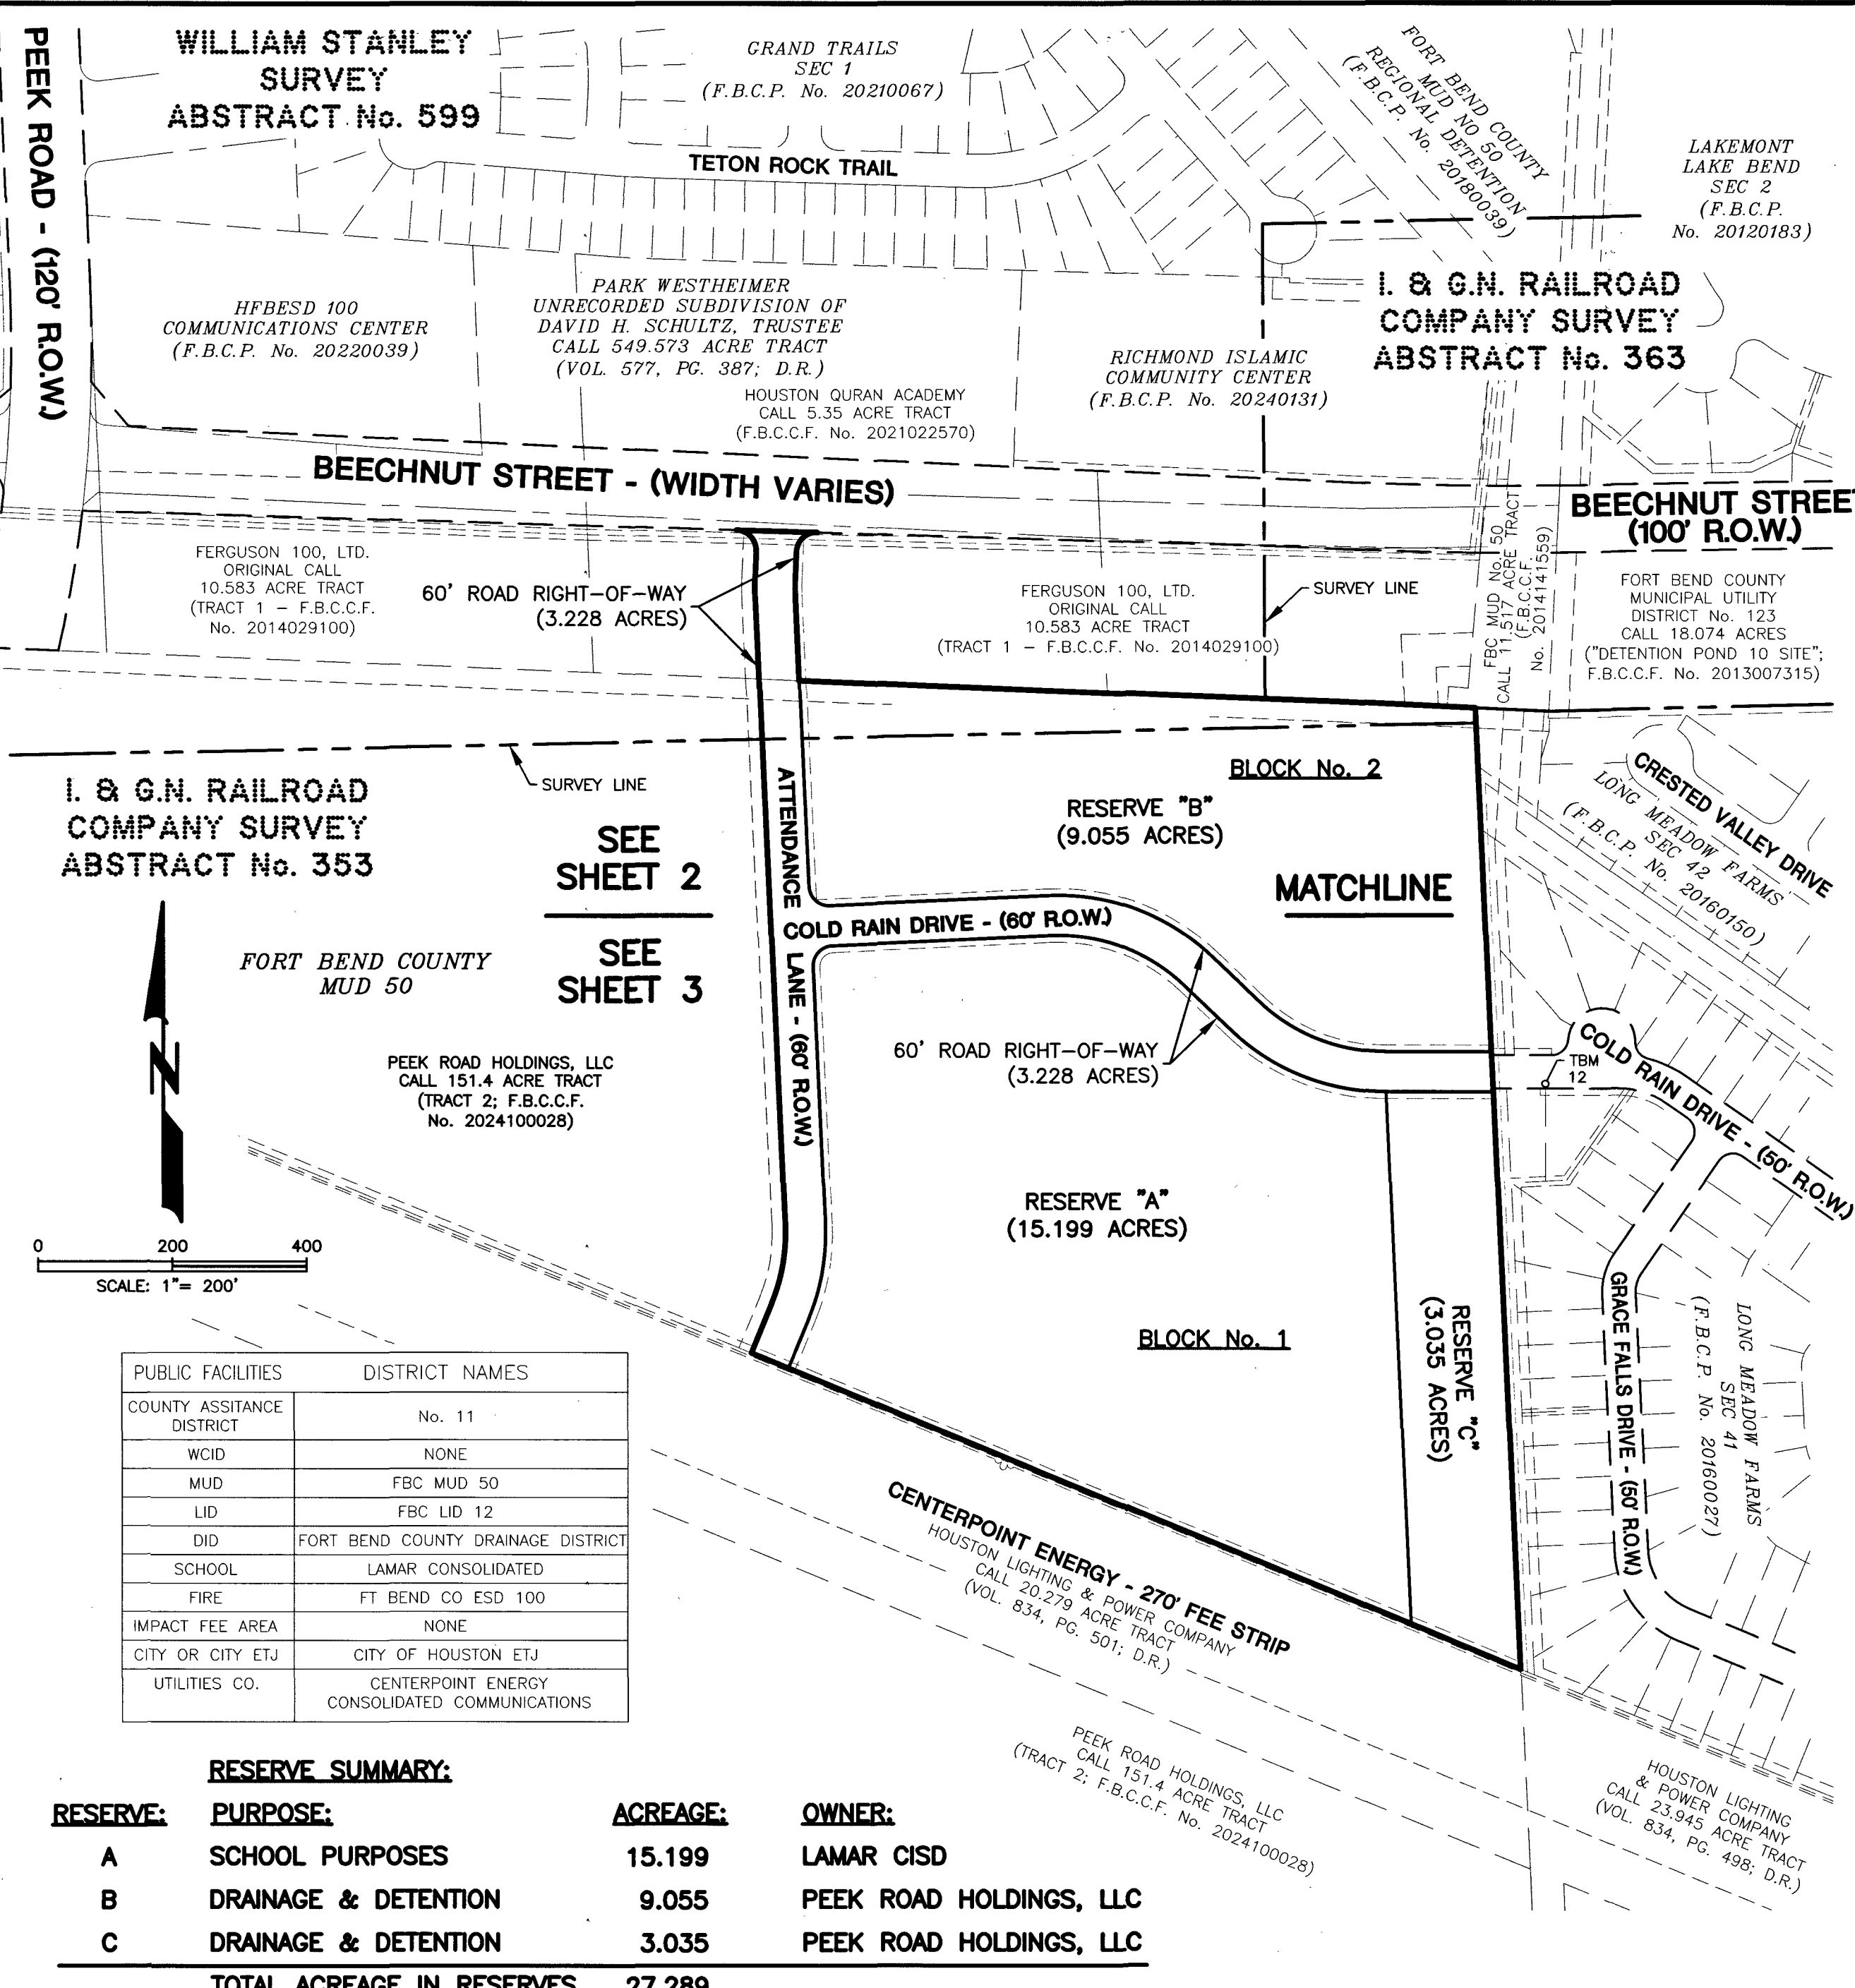 PEEK ROAD - (120' R.O.W.)
WILLIAM STANLEY
SURVEY
ABSTRACT No. 599
GRAND TRAILS
SEC 1
(F.B.C.P. No. 20210067)
FORT BEND COUNTY
MUD NO 50
REGIONAL DETENTION
(F.B.C.P. No. 20180039)
LAKEMONT
LAKE BEND
SEC 2
(F.B.C.P.
No. 20120183)
TETON ROCK TRAIL
I. & G.N. RAILROAD
COMPANY SURVEY
ABSTRACT No. 363
HFBESD 100
COMMUNICATIONS CENTER
(F.B.C.P. No. 20220039)
PARK WESTHEIMER
UNRECORDED SUBDIVISION OF
DAVID H. SCHULTZ, TRUSTEE
CALL 549.573 ACRE TRACT
(VOL. 577, PG. 387; D.R.)
HOUSTON QURAN ACADEMY
CALL 5.35 ACRE TRACT
(F.B.C.C.F. No. 2021022570)
RICHMOND ISLAMIC
COMMUNITY CENTER
(F.B.C.P. No. 20240131)
BEECHNUT STREET - (WIDTH VARIES)
BEECHNUT STREET
(100' R.O.W.)
FERGUSON 100, LTD.
ORIGINAL CALL
10.583 ACRE TRACT
(TRACT 1 - F.B.C.C.F.
No. 2014029100)
60' ROAD RIGHT-OF-WAY
(3.228 ACRES)
FERGUSON 100, LTD.
ORIGINAL CALL
10.583 ACRE TRACT
(TRACT 1 - F.B.C.C.F. No. 2014029100)
SURVEY LINE
FBC MUD No. 50
CALL 11.517 ACRE TRACT
(F.B.C.C.F.
No. 2014141559)
FORT BEND COUNTY
MUNICIPAL UTILITY
DISTRICT No. 123
CALL 18.074 ACRES
("DETENTION POND 10 SITE";
F.B.C.C.F. No. 2013007315)
SURVEY LINE
I. & G.N. RAILROAD
COMPANY SURVEY
ABSTRACT No. 353
SEE
SHEET 2
SEE
SHEET 3
ATTENDANCE LANE - (60' R.O.W.)
BLOCK No. 2
RESERVE "B"
(9.055 ACRES)
MATCHLINE
CRESTED VALLEY DRIVE
LONG MEADOW FARMS
SEC 42
(F.B.C.P. No. 20160150)
COLD RAIN DRIVE - (60' R.O.W.)
FORT BEND COUNTY
MUD 50
N
60' ROAD RIGHT-OF-WAY
(3.228 ACRES)
COLD RAIN DRIVE - (50' R.O.W.)
TBM
12
PEEK ROAD HOLDINGS, LLC
CALL 151.4 ACRE TRACT
(TRACT 2; F.B.C.C.F.
No. 2024100028)
RESERVE "A"
(15.199 ACRES)
0 200 400
SCALE: 1"= 200'
BLOCK No. 1
RESERVE "C"
(3.035 ACRES)
GRACE FALLS DRIVE - (50' R.O.W.)
LONG MEADOW FARMS
SEC 41
(F.B.C.P. No. 20160027)
PUBLIC FACILITIES DISTRICT NAMES
COUNTY ASSITANCE
DISTRICT No. 11
WCID NONE
MUD FBC MUD 50
LID FBC LID 12
DID FORT BEND COUNTY DRAINAGE DISTRICT
SCHOOL LAMAR CONSOLIDATED
FIRE FT BEND CO ESD 100
IMPACT FEE AREA NONE
CITY OR CITY ETJ CITY OF HOUSTON ETJ
UTILITIES CO. CENTERPOINT ENERGY
CONSOLIDATED COMMUNICATIONS
CENTERPOINT ENERGY - 270' FEE STRIP
HOUSTON LIGHTING & POWER COMPANY
CALL 20.279 ACRE TRACT
(VOL. 834, PG. 501; D.R.)
PEEK ROAD HOLDINGS, LLC
CALL 151.4 ACRE TRACT
(TRACT 2; F.B.C.C.F. No. 2024100028)
HOUSTON LIGHTING
& POWER COMPANY
CALL 23.945 ACRE TRACT
(VOL. 834, PG. 498; D.R.)
RESERVE SUMMARY:
RESERVE: PURPOSE: ACREAGE: OWNER:
A SCHOOL PURPOSES 15.199 LAMAR CISD
B DRAINAGE & DETENTION 9.055 PEEK ROAD HOLDINGS, LLC
C DRAINAGE & DETENTION 3.035 PEEK ROAD HOLDINGS, LLC
TOTAL ACREAGE IN RESERVES 27.289